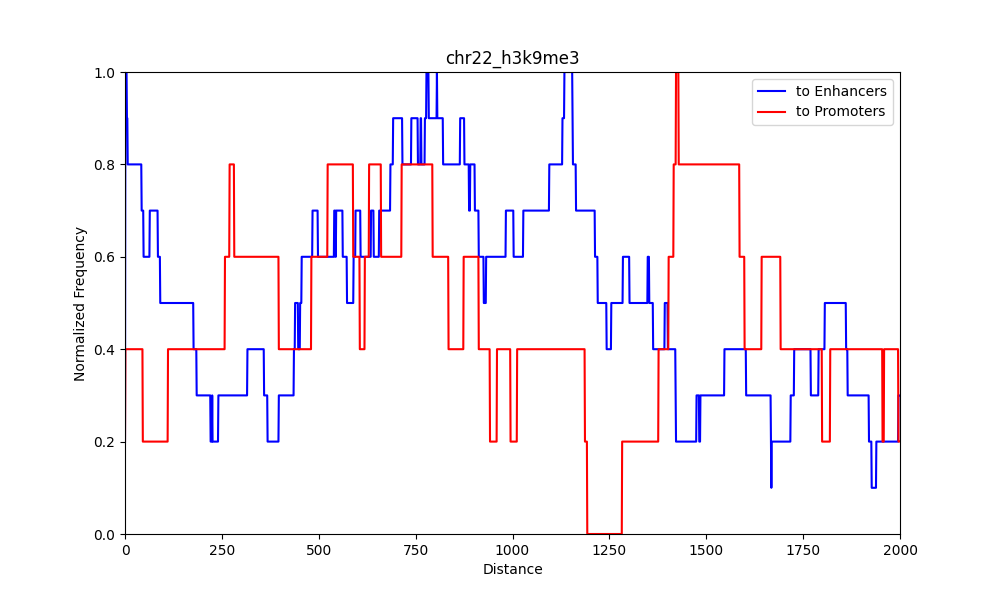 chr22_h3k9me3
to Enhancers
to Promoters
Normalized Frequency
1.0
0.8
0.6
0.4
0.2
0.0
0 250 500 750 1000 1250 1500 1750 2000
Distance